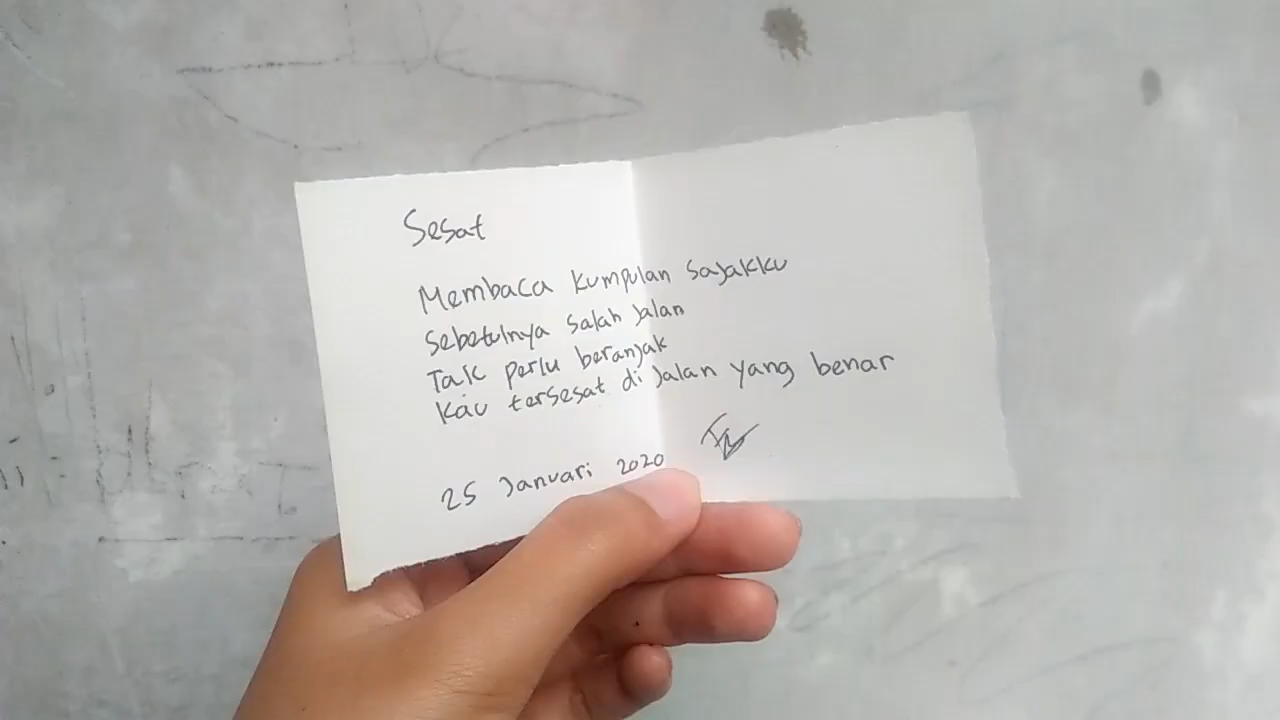 Sesat
Membaca kumpulan sajakku
Sebetulnya salah jalan
Tak perlu beranjak
Kau tersesat di jalan yang benar
25 Januari 2020